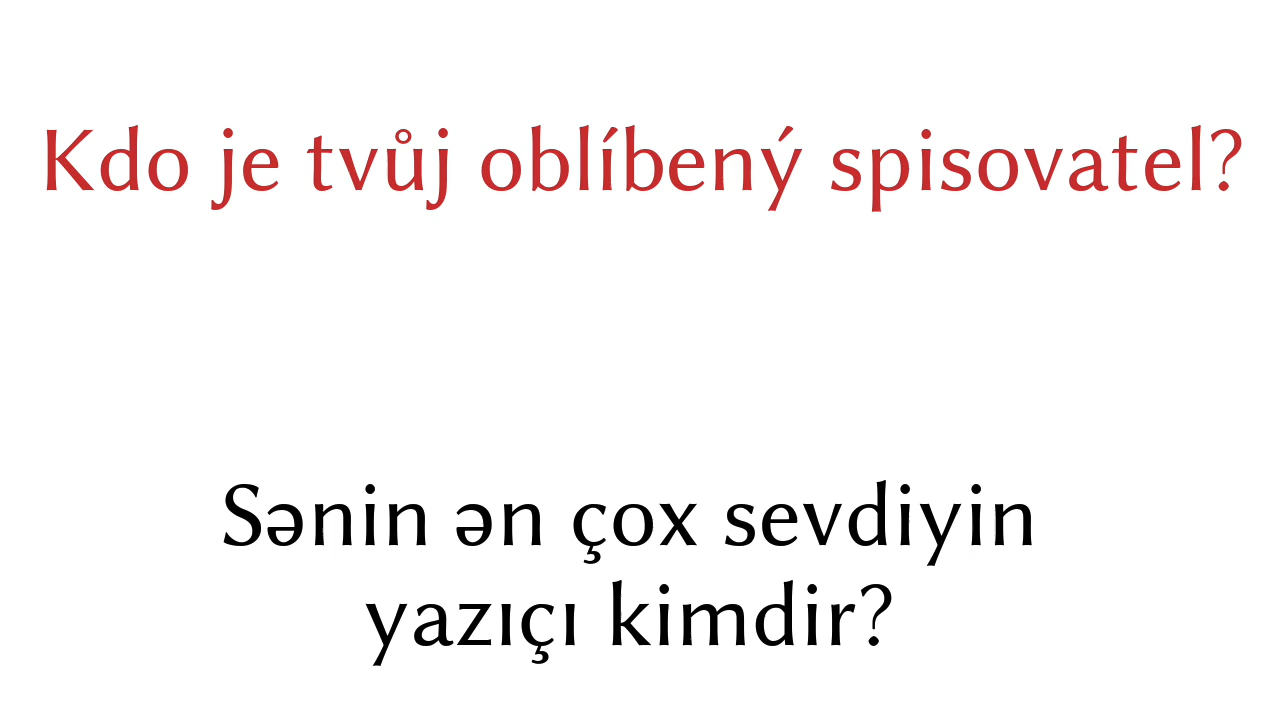 Kdo je tvůj oblíbený spisovatel?
Sənin ən çox sevdiyin
yazıçı kimdir?